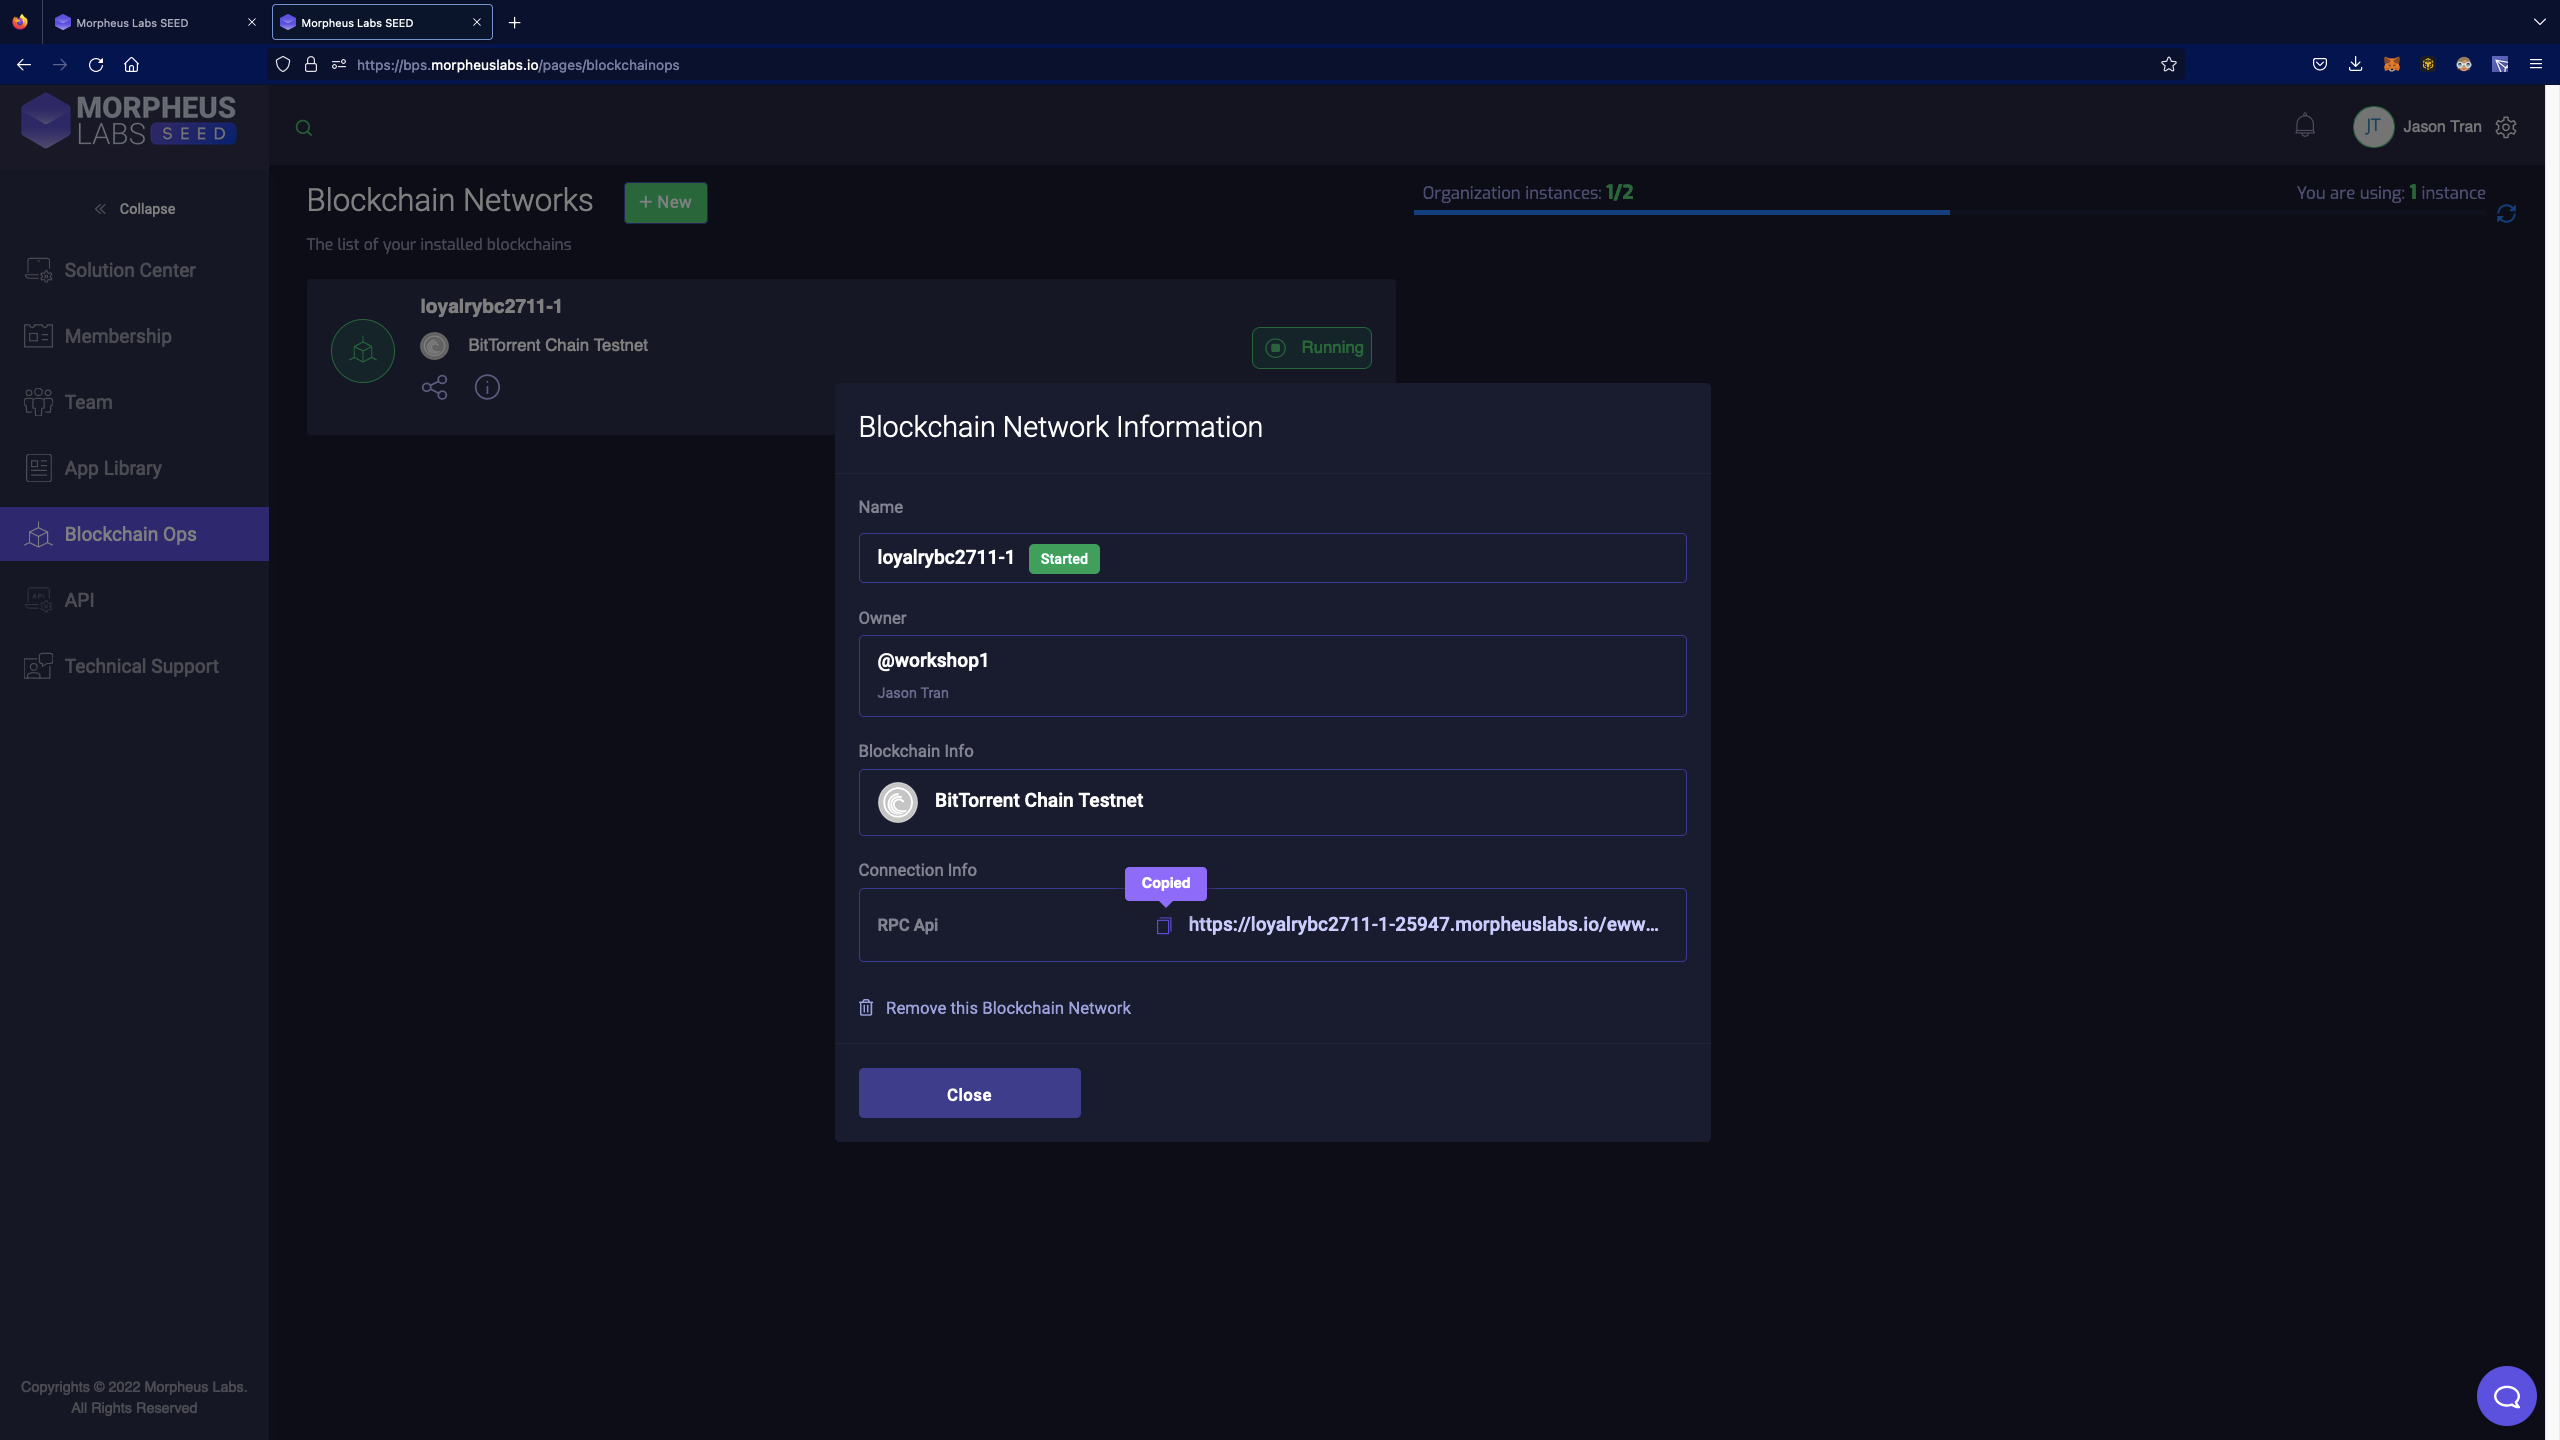 Morpheus Labs SEED
Morpheus Labs SEED
https://bps.morpheuslabs.io/pages/blockchainops
MORPHEUS
LABS SEED
JT
Jason Tran
Collapse
Solution Center
Membership
Team
App Library
Blockchain Ops
API
API
Technical Support
Copyrights © 2022 Morpheus Labs.
All Rights Reserved
Blockchain Networks
+ New
Organization instances: 1/2
You are using: 1 instance
The list of your installed blockchains
loyalrybc2711-1
BitTorrent Chain Testnet
Running
Blockchain Network Information
Name
loyalrybc2711-1 Started
Owner
@workshop1
Jason Tran
Blockchain Info
BitTorrent Chain Testnet
Connection Info
Copied
RPC Api
https://loyalrybc2711-1-25947.morpheuslabs.io/eww...
Remove this Blockchain Network
Close